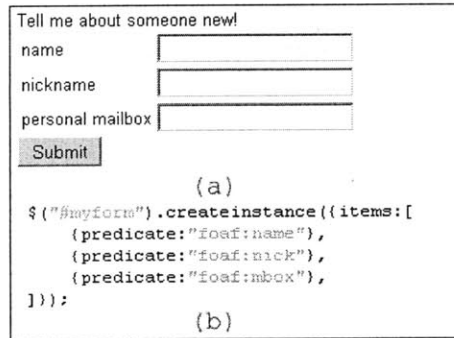 Tell me about someone new!
name
nickname
personal mailbox
Submit
(a)
$("#myform").createinstance({items:[
{predicate:"foaf:name"},
{predicate:"foaf:nick"},
{predicate:"foaf:mbox"},
]});
(b)